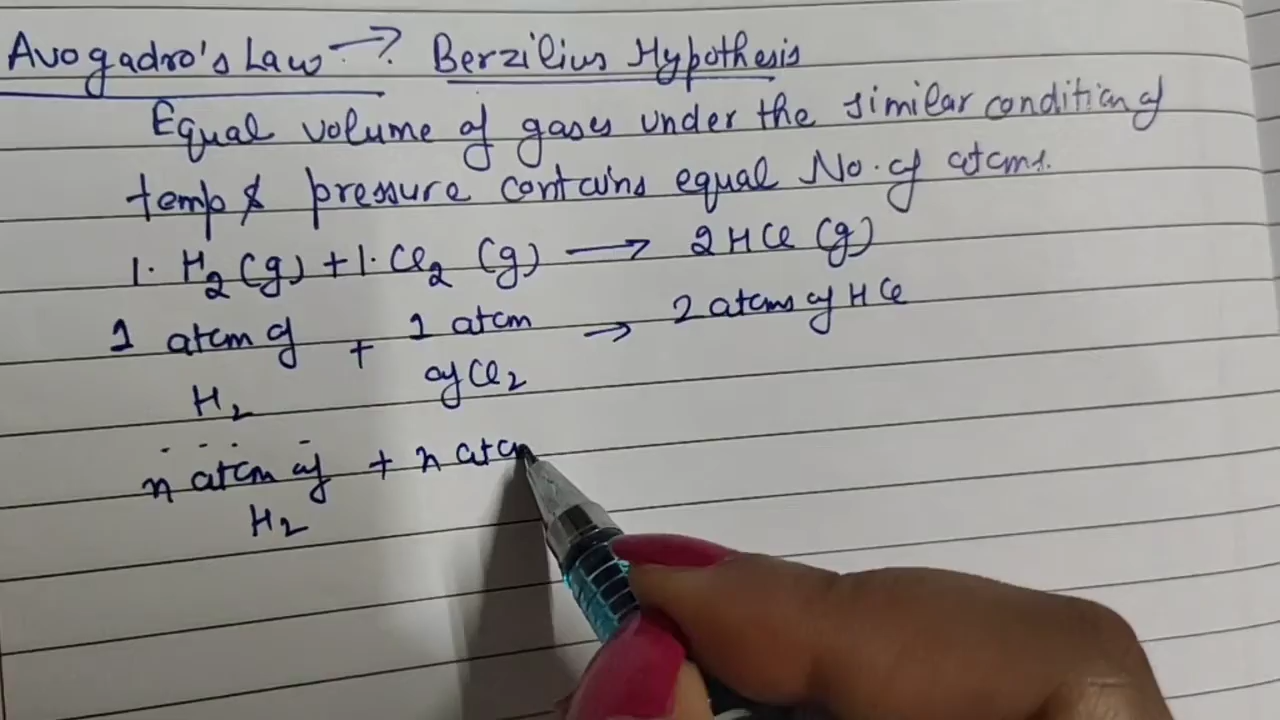 Avogadro's Law → Berzilius Hypothesis
Equal volume of gases under the similar condition of
temp & pressure contains equal No. of atoms.
1. H2(g) + 1. Cl2 (g) → 2HCl (g)
1 atom of + 1 atom → 2 atoms of HCl
H2 of Cl2
n atom of + n atom
H2